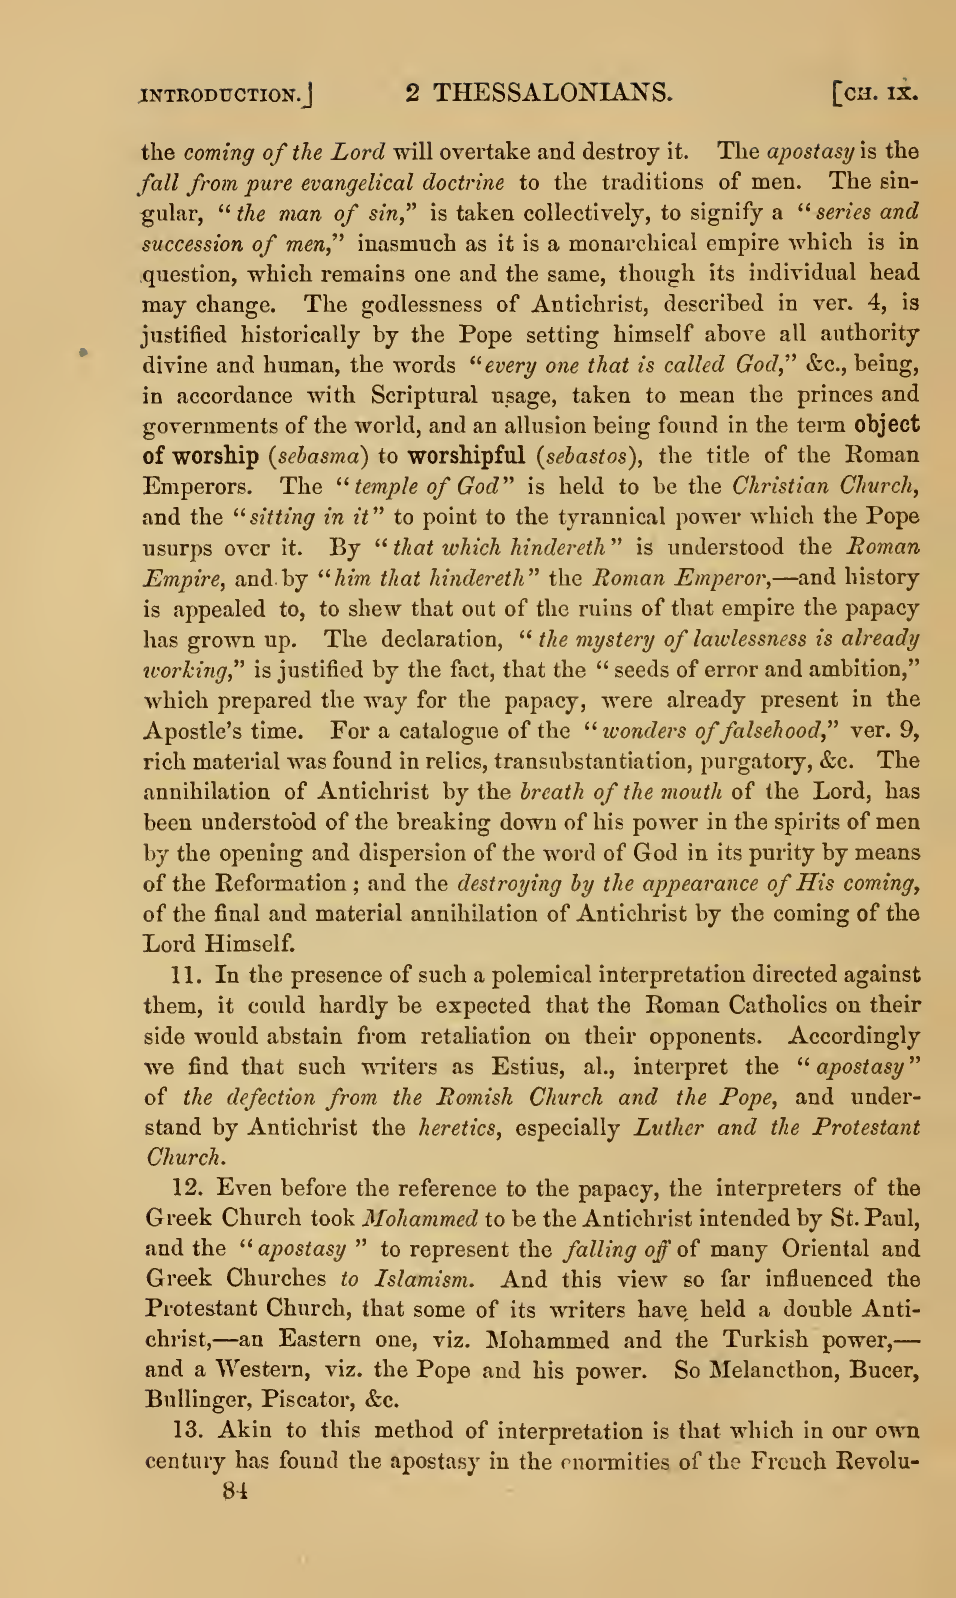 INTRODUCTION.] 2 THESSALONIANS. [CH. IX.
the coming of the Lord will overtake and destroy it. The apostasy is the
fall from pure evangelical doctrine to the traditions of men. The sin-
gular, “the man of sin,” is taken collectively, to signify a “series and
succession of men,” inasmuch as it is a monarchical empire which is in
question, which remains one and the same, though its individual head
may change. The godlessness of Antichrist, described in ver. 4, is
justified historically by the Pope setting himself above all authority
divine and human, the words “every one that is called God,” &c., being,
in accordance with Scriptural usage, taken to mean the princes and
governments of the world, and an allusion being found in the term object
of worship (sebasma) to worshipful (sebastos), the title of the Roman
Emperors. The “temple of God” is held to be the Christian Church,
and the “sitting in it” to point to the tyrannical power which the Pope
usurps over it. By “that which hindereth” is understood the Roman
Empire, and by “him that hindereth” the Roman Emperor,—and history
is appealed to, to shew that out of the ruins of that empire the papacy
has grown up. The declaration, “the mystery of lawlessness is already
working,” is justified by the fact, that the “seeds of error and ambition,”
which prepared the way for the papacy, were already present in the
Apostle's time. For a catalogue of the “wonders of falsehood,” ver. 9,
rich material was found in relics, transubstantiation, purgatory, &c. The
annihilation of Antichrist by the breath of the mouth of the Lord, has
been understood of the breaking down of his power in the spirits of men
by the opening and dispersion of the word of God in its purity by means
of the Reformation; and the destroying by the appearance of His coming,
of the final and material annihilation of Antichrist by the coming of the
Lord Himself.
11. In the presence of such a polemical interpretation directed against
them, it could hardly be expected that the Roman Catholics on their
side would abstain from retaliation on their opponents. Accordingly
we find that such writers as Estius, al., interpret the “apostasy”
of the defection from the Romish Church and the Pope, and under-
stand by Antichrist the heretics, especially Luther and the Protestant
Church.
12. Even before the reference to the papacy, the interpreters of the
Greek Church took Mohammed to be the Antichrist intended by St. Paul,
and the “apostasy” to represent the falling off of many Oriental and
Greek Churches to Islamism. And this view so far influenced the
Protestant Church, that some of its writers have held a double Anti-
christ,—an Eastern one, viz. Mohammed and the Turkish power,—
and a Western, viz. the Pope and his power. So Melancthon, Bucer,
Bullinger, Piscator, &c.
13. Akin to this method of interpretation is that which in our own
century has found the apostasy in the enormities of the French Revolu-
84